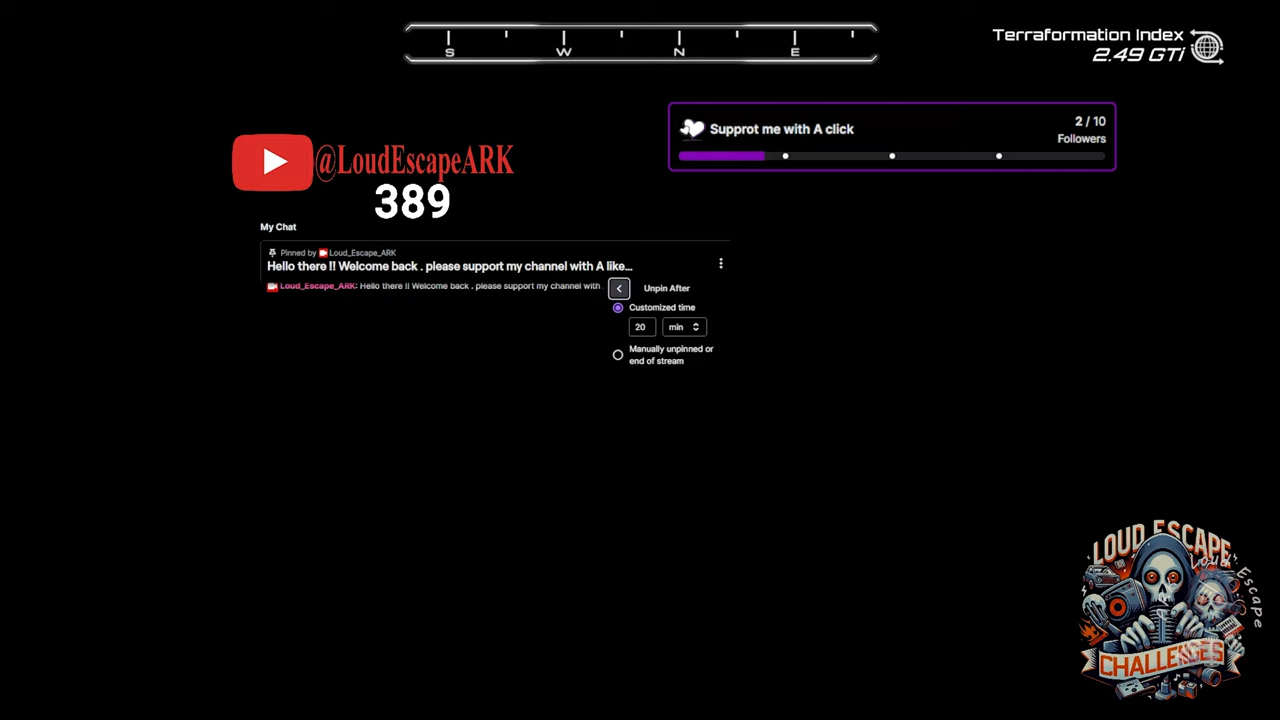 S W N E
Terraformation Index
2.49 GTi
Supprot me with A click
2 / 10
Followers
@LoudEscapeARK
389
My Chat
Pinned by Loud_Escape_ARK
Hello there !! Welcome back . please support my channel with A like...
Loud_Escape_ARK: Hello there !! Welcome back . please support my channel with
Unpin After
Customized time
20 min
Manually unpinned or
end of stream
LOUD ESCAPE
Loud Escape
CHALLENGES